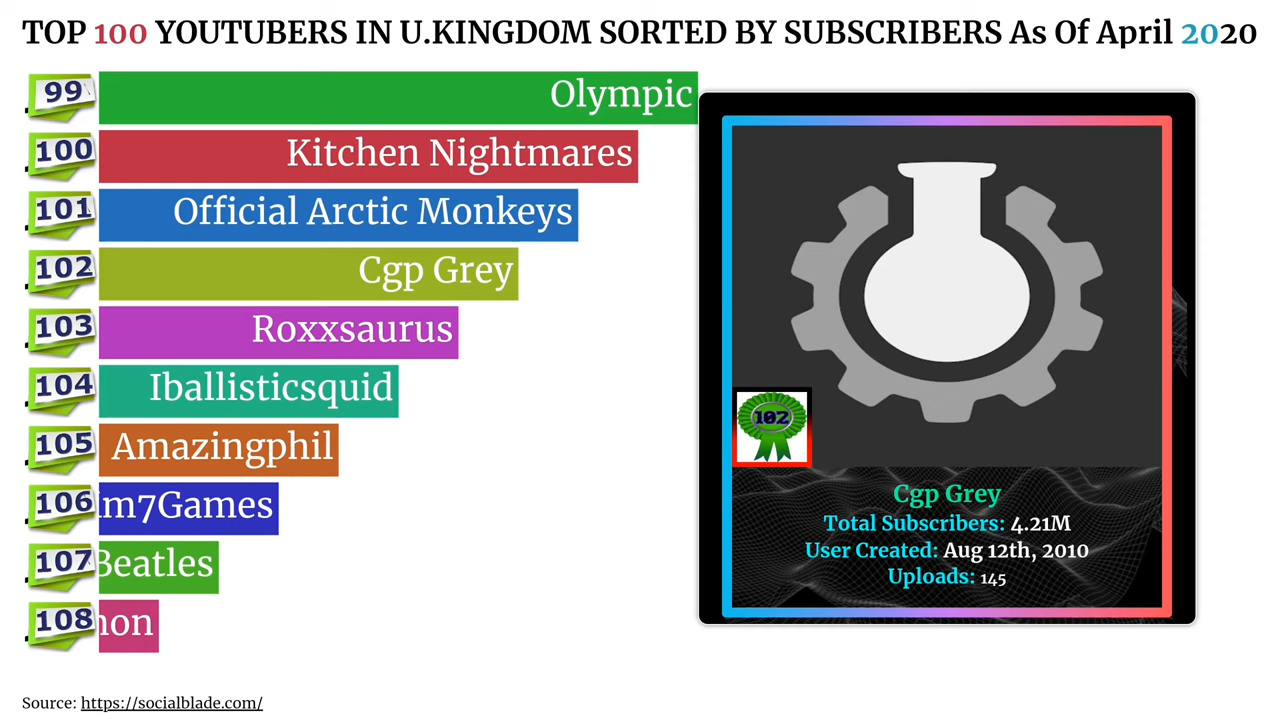 TOP 100 YOUTUBERS IN U.KINGDOM SORTED BY SUBSCRIBERS As Of April 2020
99 Olympic
100 Kitchen Nightmares
101 Official Arctic Monkeys
102 Cgp Grey
103 Roxxsaurus
104 Iballisticsquid
105 Amazingphil
106 m7Games
107 Beatles
108 non
102
Cgp Grey
Total Subscribers: 4.21M
User Created: Aug 12th, 2010
Uploads: 145
Source: https://socialblade.com/